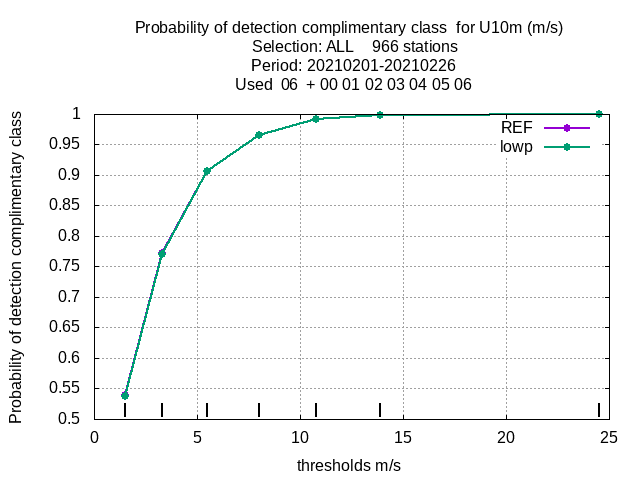 Probability of detection complimentary class  for U10m (m/s)
Selection: ALL    966 stations
Period: 20210201-20210226
Used  06  + 00 01 02 03 04 05 06
Probability of detection complimentary class
1
0.95
0.9
0.85
0.8
0.75
0.7
0.65
0.6
0.55
0.5
REF
lowp
0 5 10 15 20 25
thresholds m/s